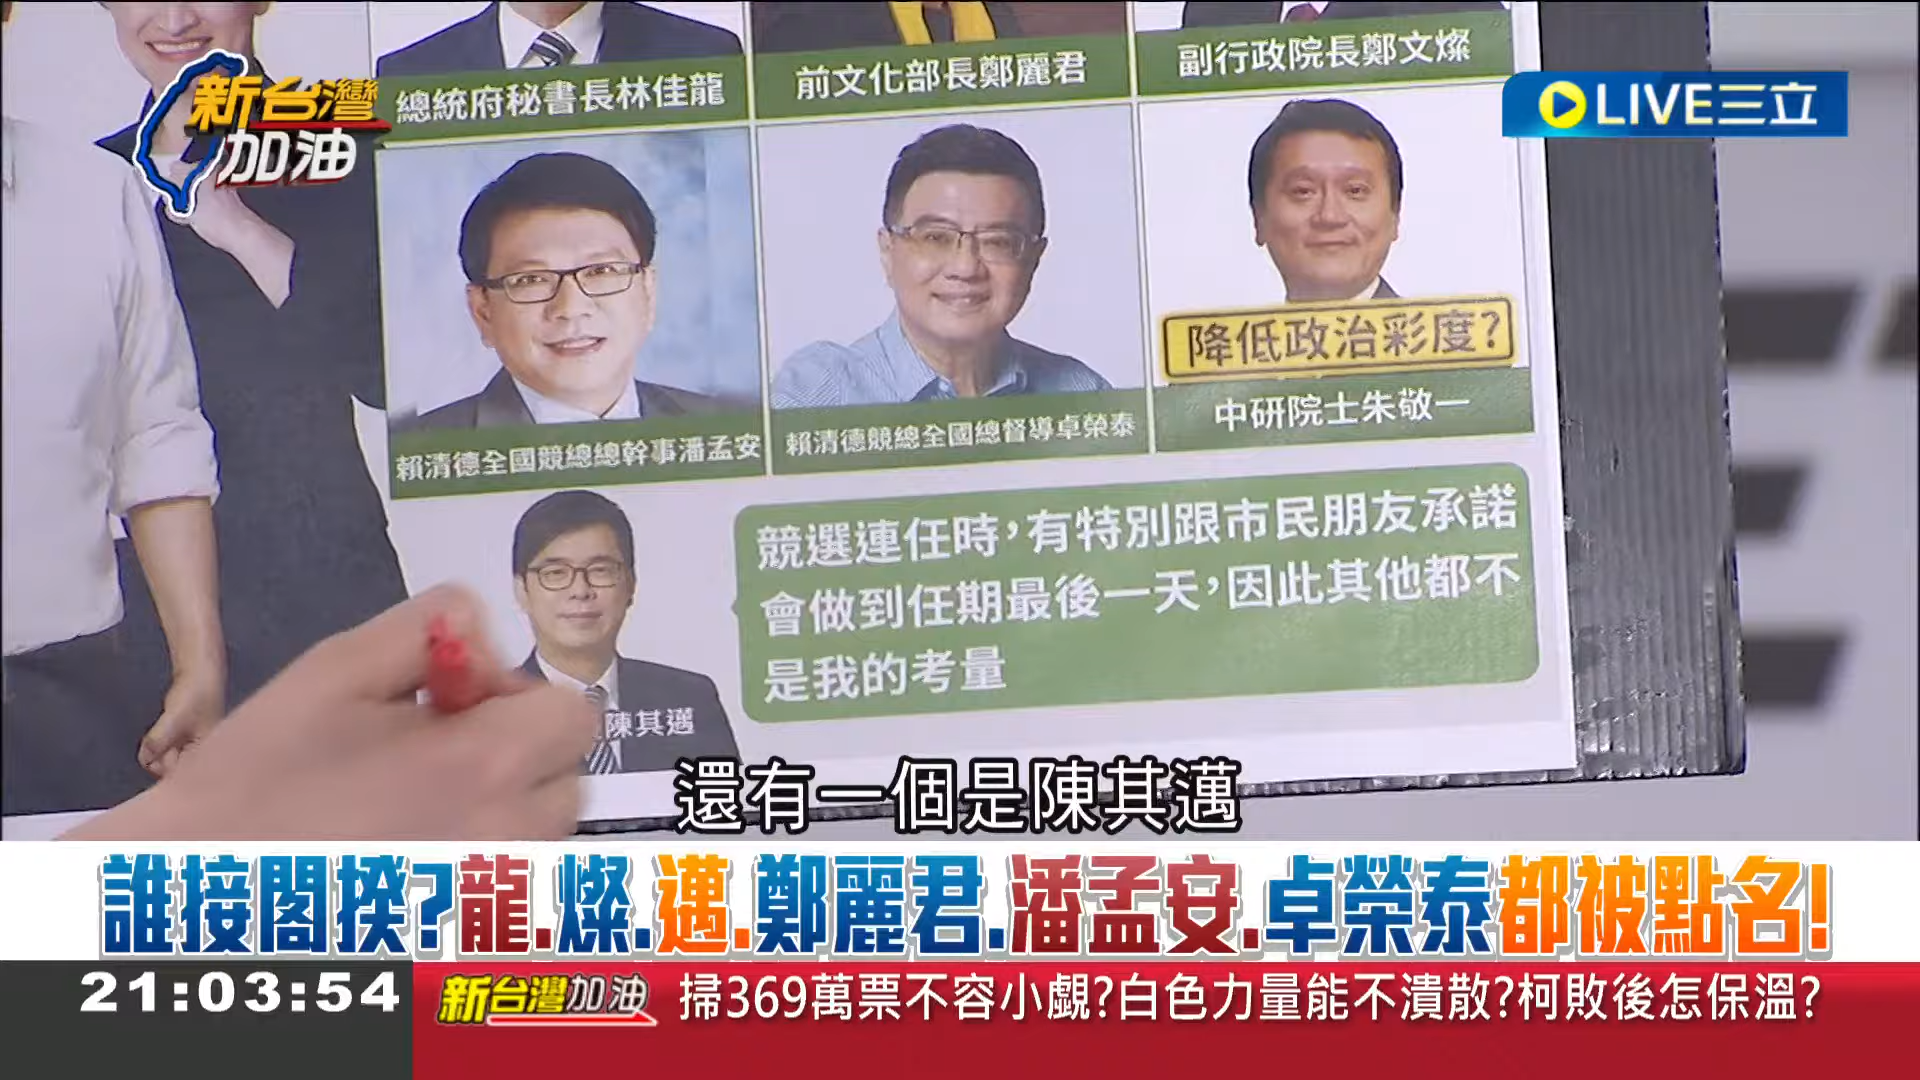 新台灣
加油
總統府秘書長林佳龍
前文化部長鄭麗君
副行政院長鄭文燦
LIVE三立
降低政治彩度?
賴清德全國競總總幹事潘孟安
賴清德競總全國總督導卓榮泰
中研院士朱敬一
競選連任時,有特別跟市民朋友承諾
會做到任期最後一天,因此其他都不
是我的考量
陳其邁
還有一個是陳其邁
誰接閣揆?龍.燦.邁.鄭麗君.潘孟安.卓榮泰都被點名!
21:03:54
新台灣加油
掃369萬票不容小覷?白色力量能不潰散?柯敗後怎保溫?